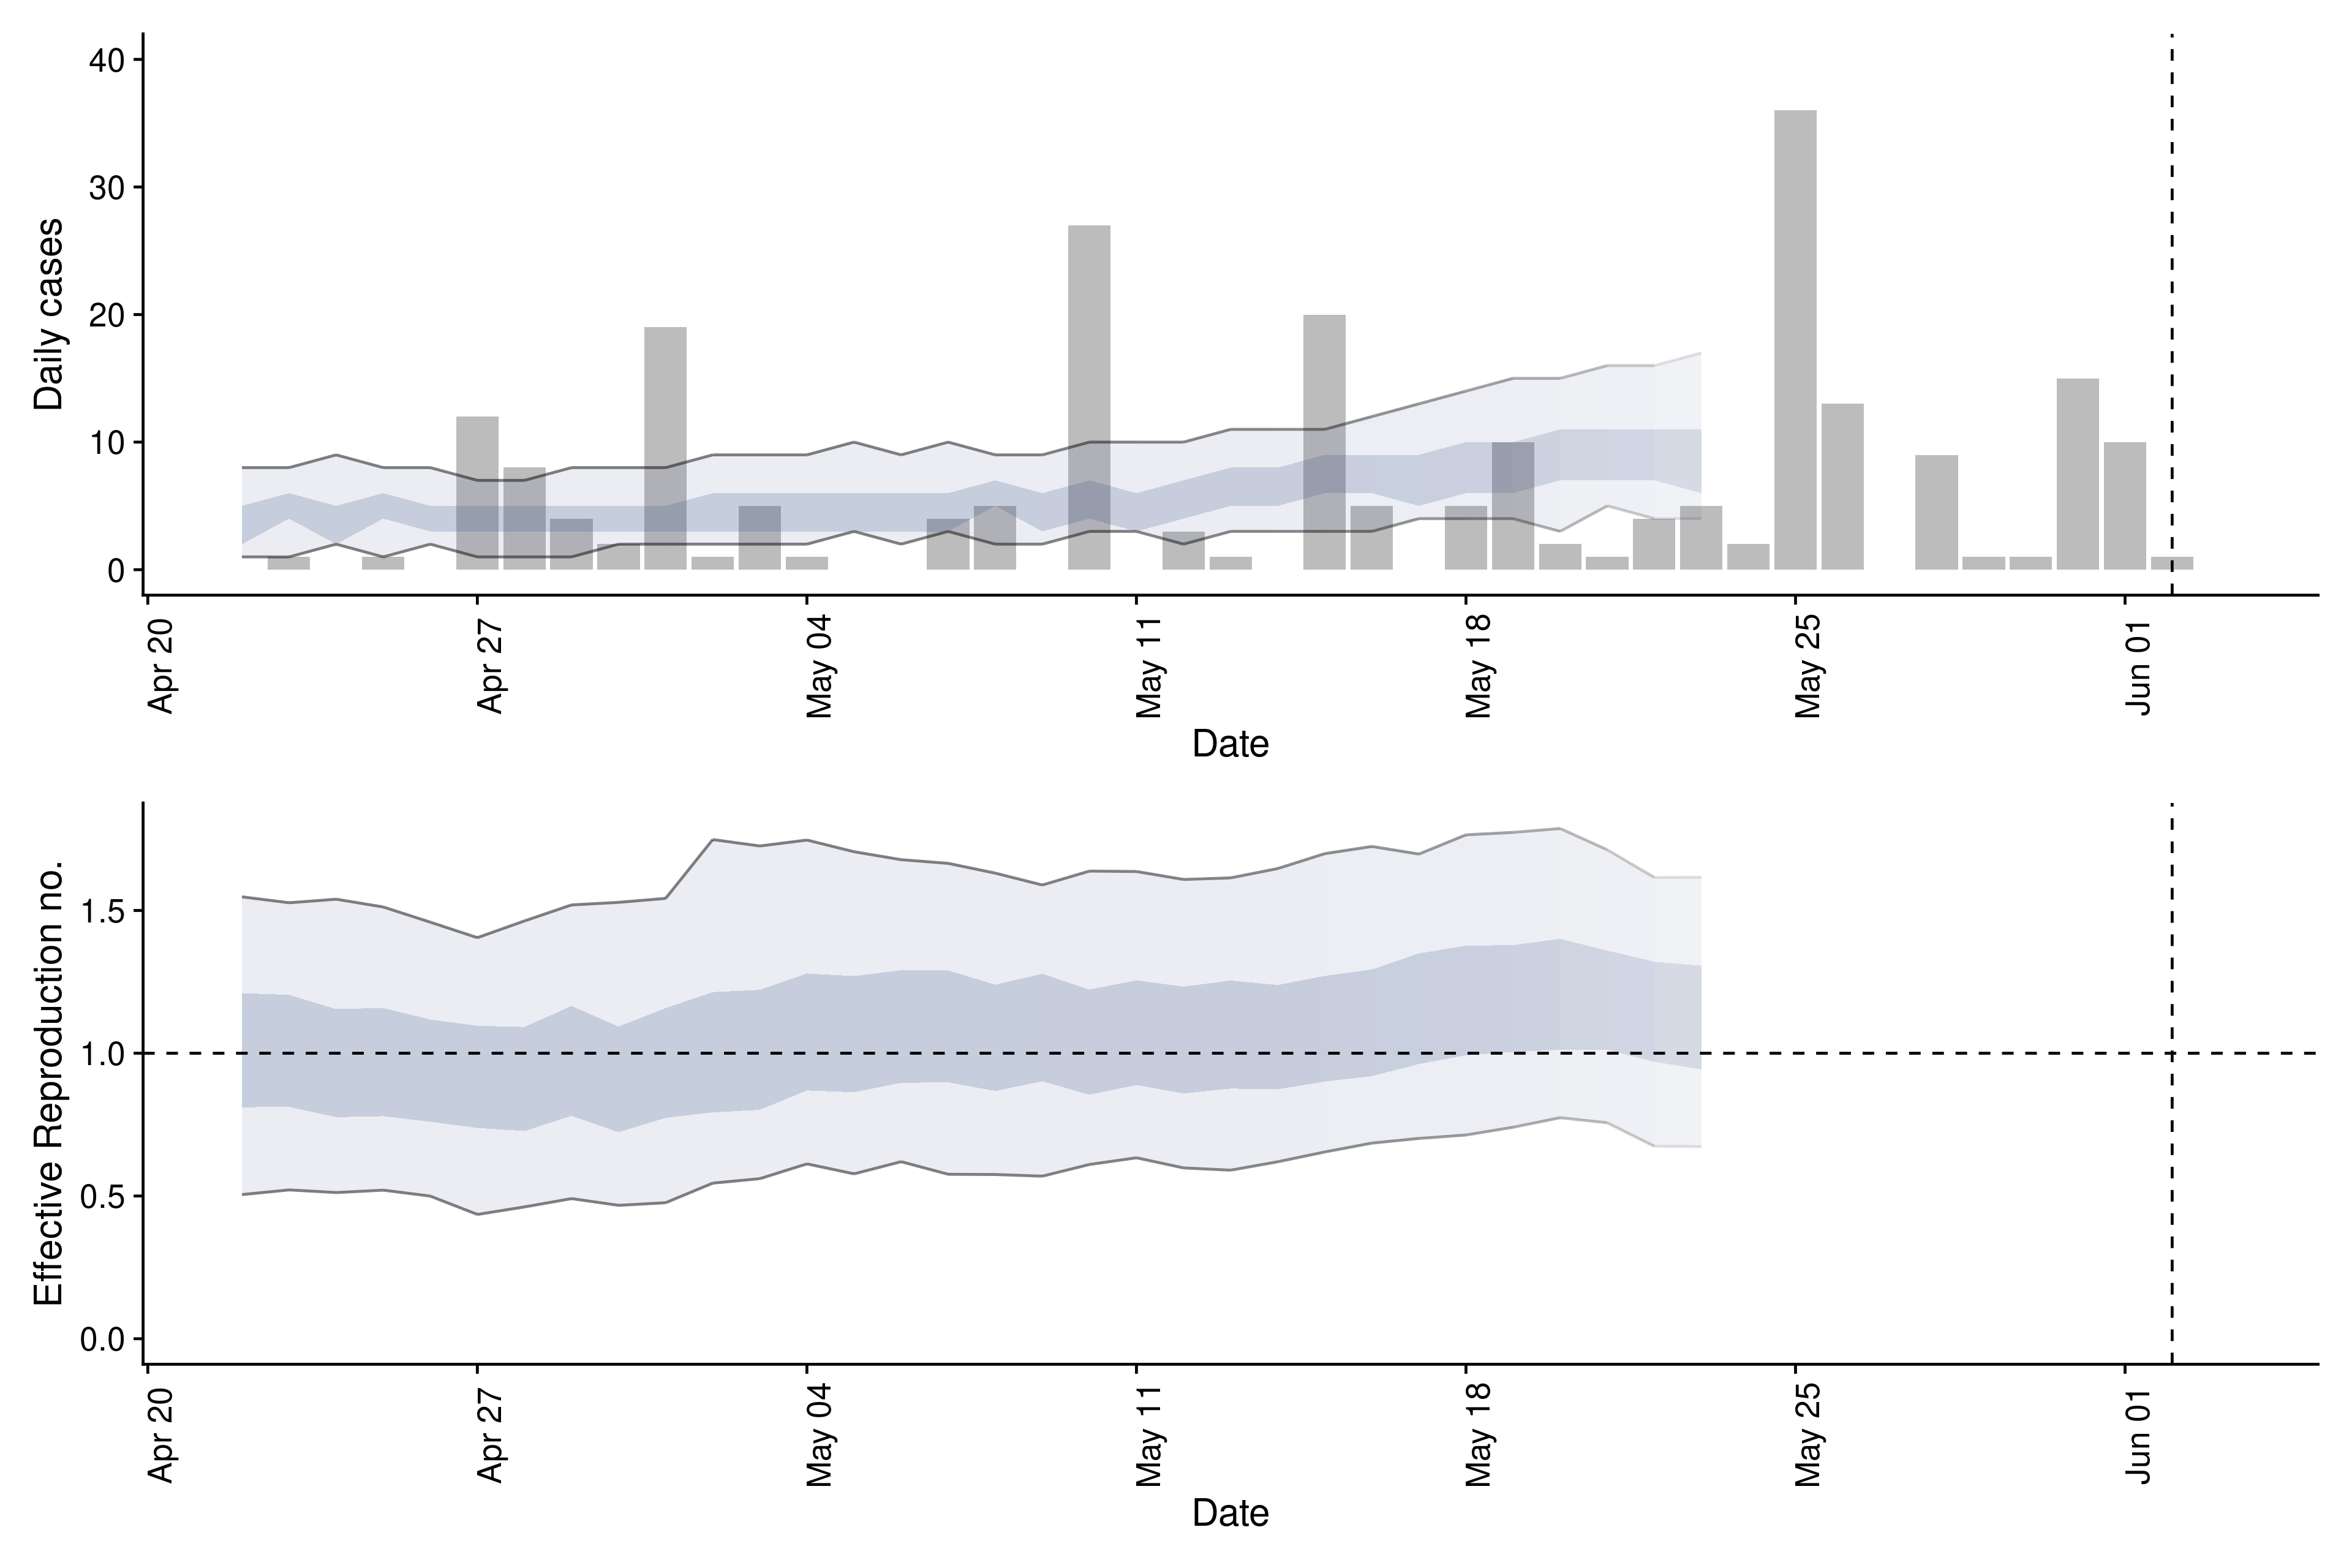 Daily cases
40
30
20
10
0
Apr 20
Apr 27
May 04
May 11
May 18
May 25
Jun 01
Date
Effective Reproduction no.
1.5
1.0
0.5
0.0
Apr 20
Apr 27
May 04
May 11
May 18
May 25
Jun 01
Date